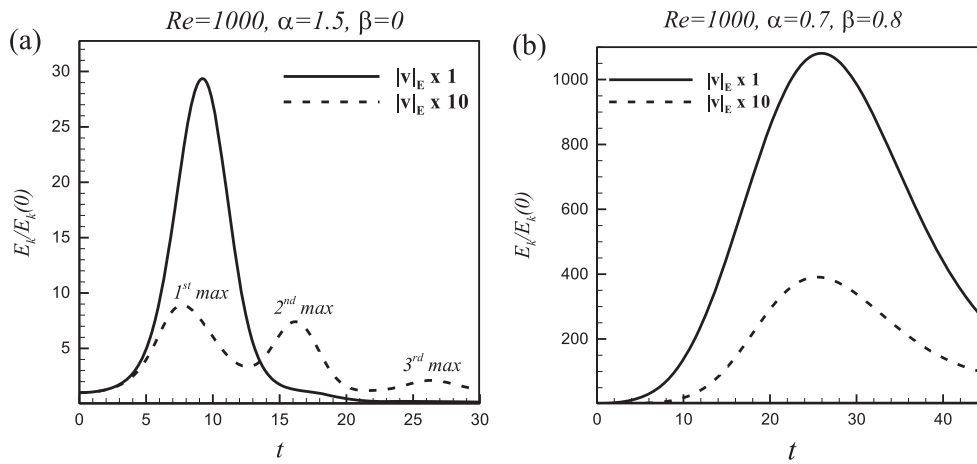 Re=1000, α=1.5, β=0
(a)
|v|E x 1
|v|E x 10
30
25
20
15
10
5
Ek/Ek(0)
1st max
2nd max
3rd max
0 5 10 15 20 25 30
t
Re=1000, α=0.7, β=0.8
(b)
|v|E x 1
|v|E x 10
1000
800
600
400
200
Ek/Ek(0)
0 10 20 30 40
t